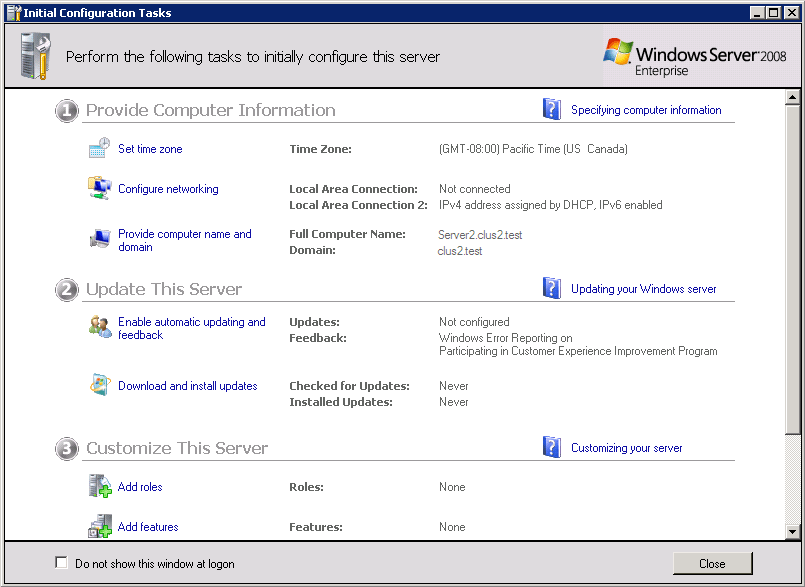 Initial Configuration Tasks
Perform the following tasks to initially configure this server
Windows Server 2008
Enterprise
1 Provide Computer Information
Specifying computer information
Set time zone
Time Zone: (GMT-08:00) Pacific Time (US Canada)
Configure networking
Local Area Connection: Not connected
Local Area Connection 2: IPv4 address assigned by DHCP, IPv6 enabled
Provide computer name and
domain
Full Computer Name: Server2.clus2.test
Domain: clus2.test
2 Update This Server
Updating your Windows server
Enable automatic updating and
feedback
Updates: Not configured
Feedback: Windows Error Reporting on
Participating in Customer Experience Improvement Program
Download and install updates
Checked for Updates: Never
Installed Updates: Never
3 Customize This Server
Customizing your server
Add roles
Roles: None
Add features
Features: None
Do not show this window at logon
Close